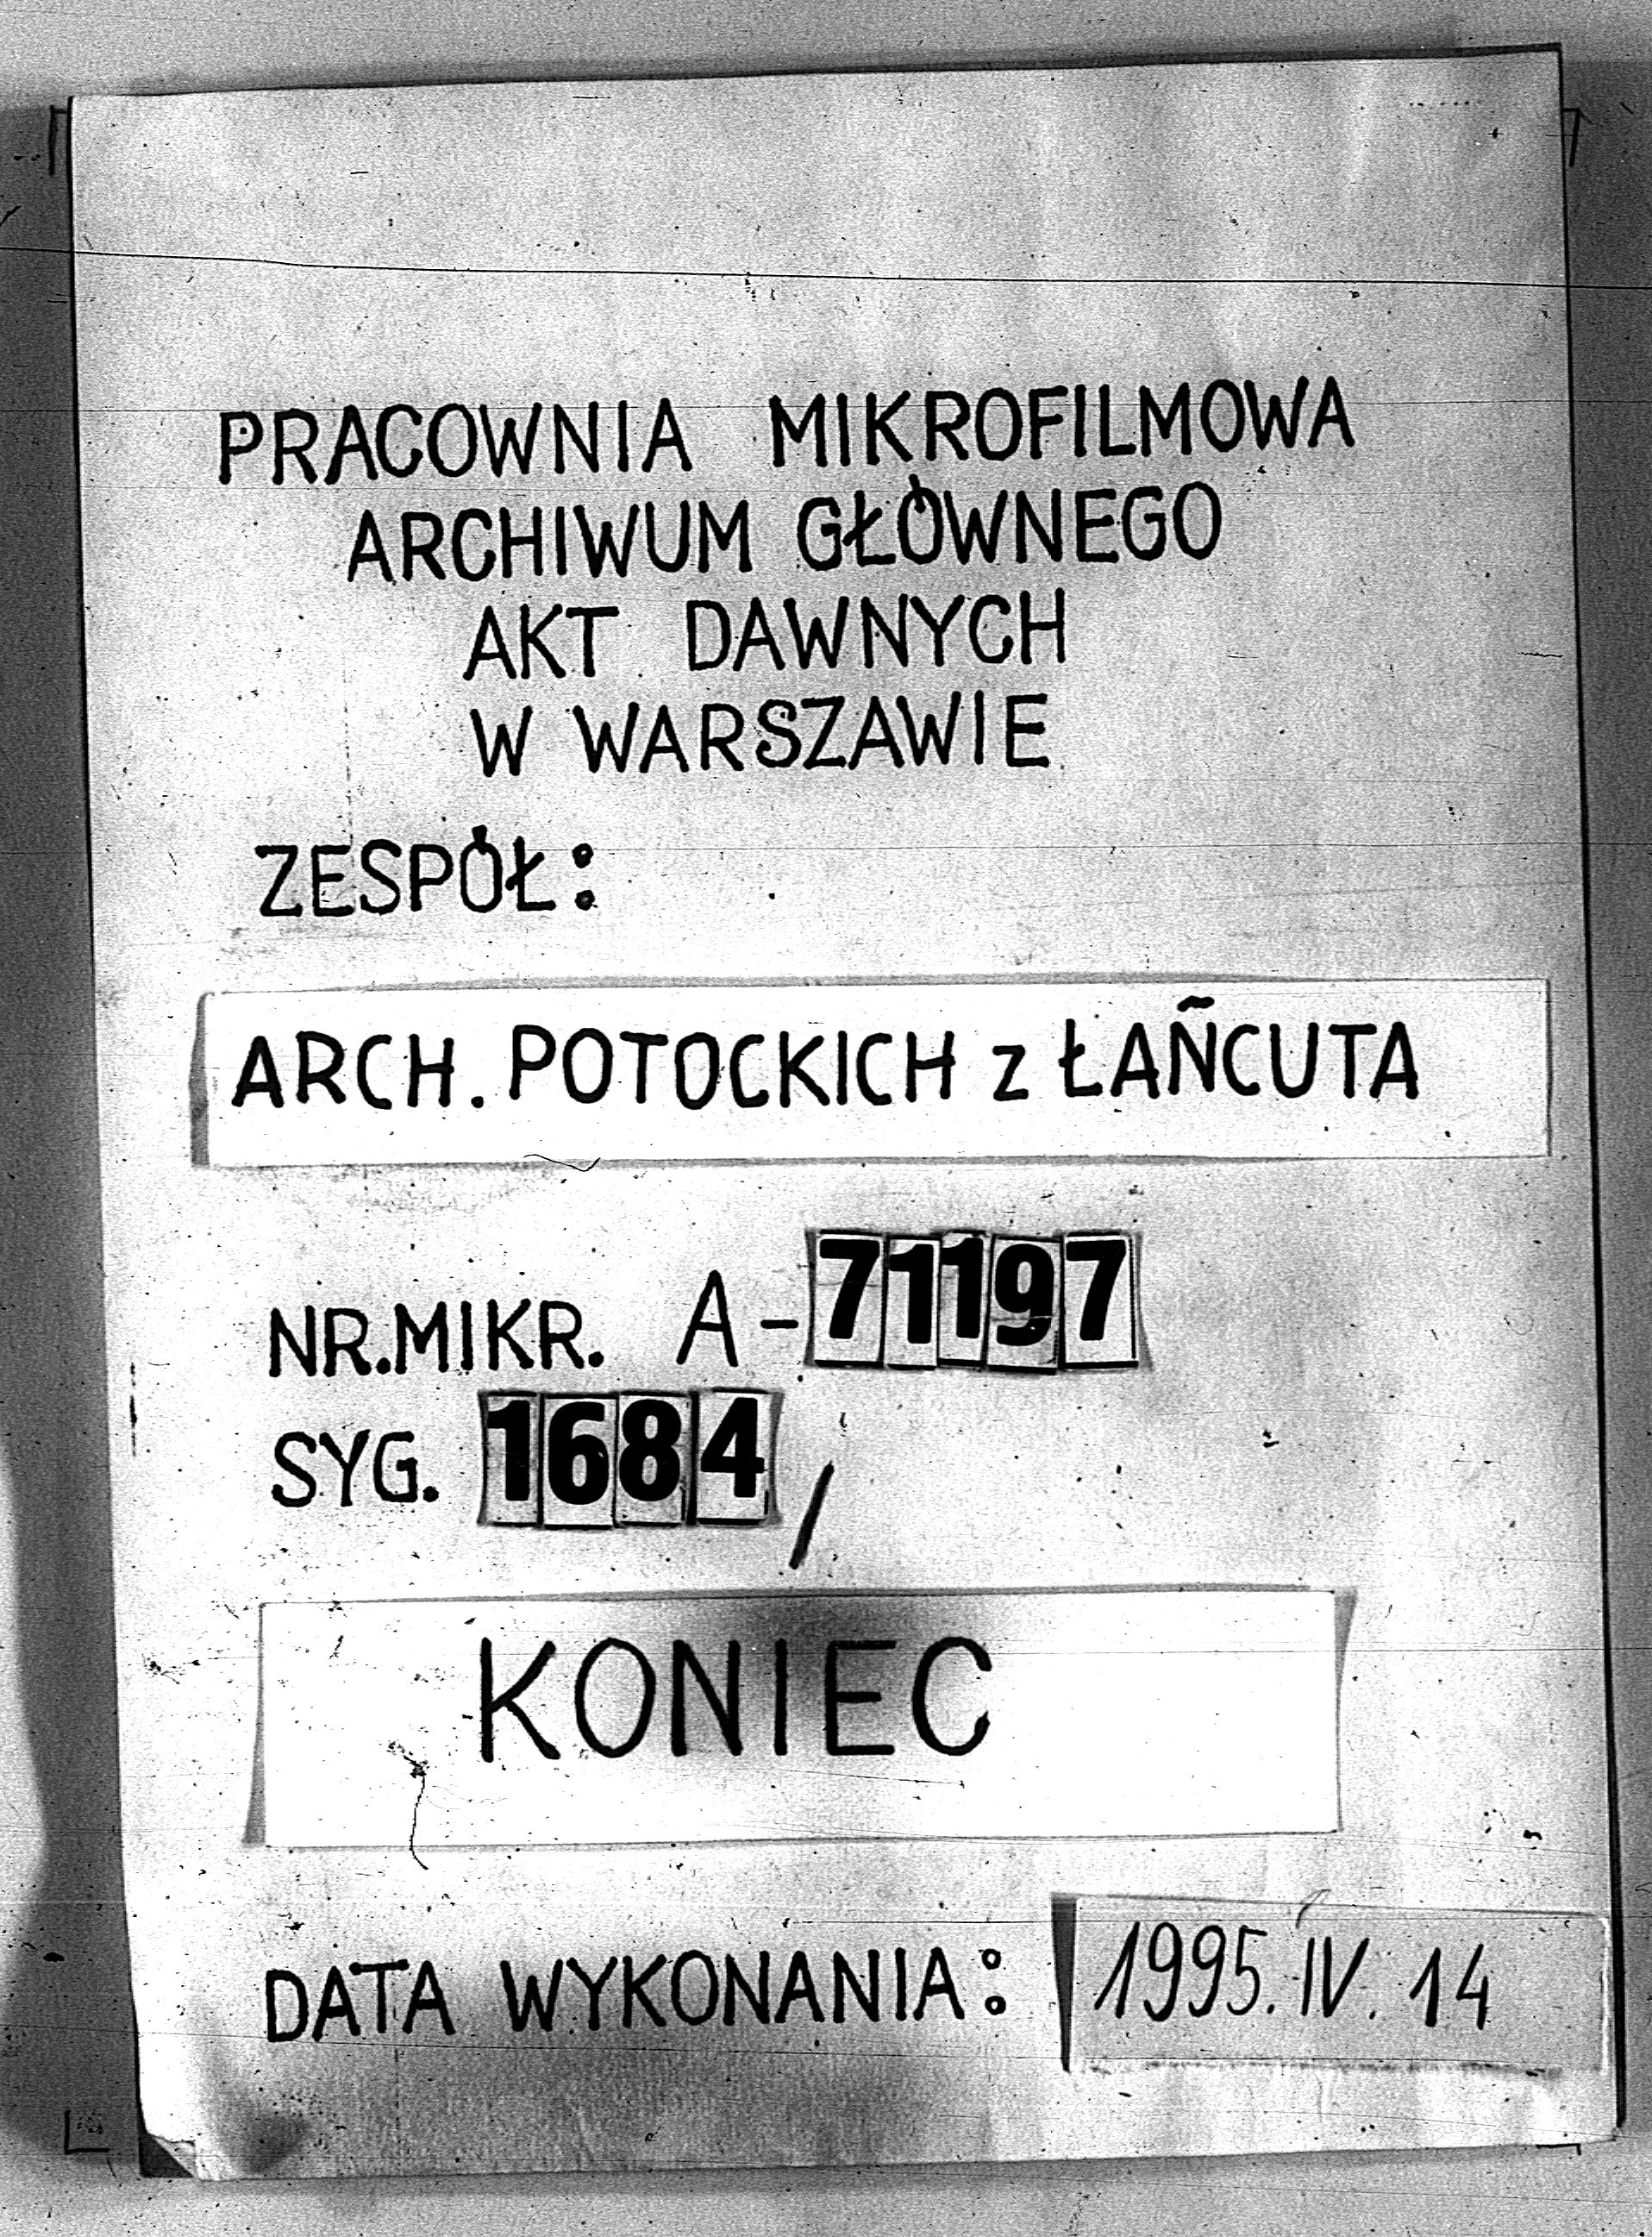 PRACOWNIA MIKROFILMOWA
ARCHIWUM GŁÓWNEGO
AKT DAWNYCH
W WARSZAWIE
ZESPÓŁ:
ARCH. POTOCKICH z ŁAŃCUTA
NR.MIKR. A-71197
SYG. 1684/
KONIEC
DATA WYKONANIA: 1995.IV.14